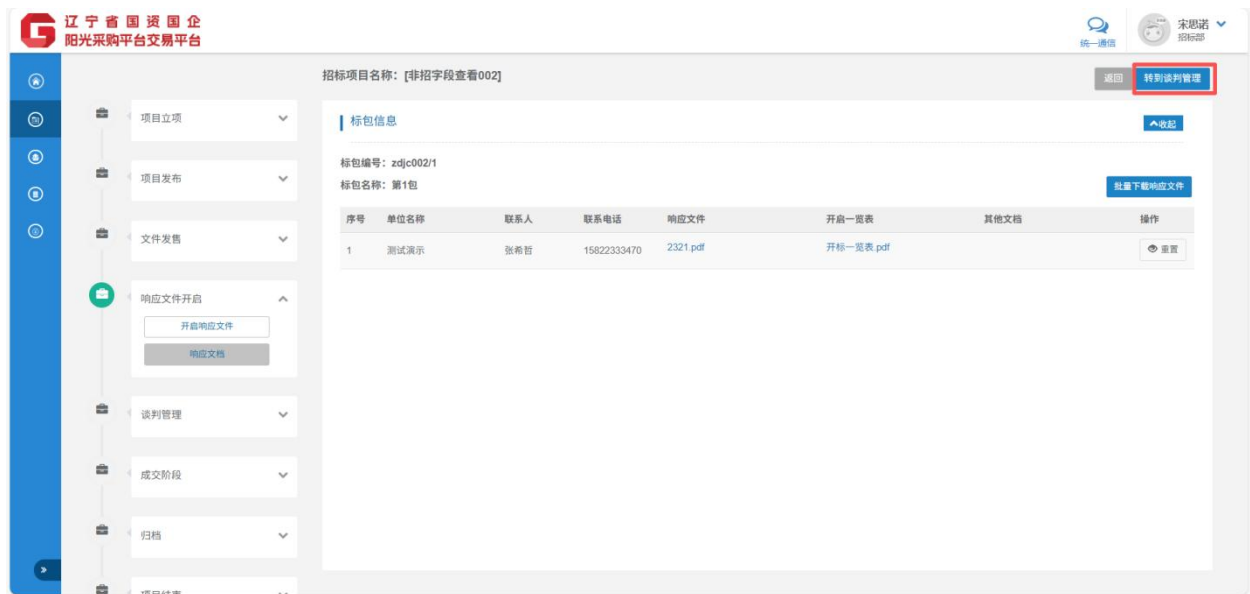 辽宁省国资国企
阳光采购平台交易平台
统一通信
宋思诺
招标部
招标项目名称：[非招字段查看002]
返回
转到谈判管理
项目立项
项目发布
文件发售
响应文件开启
开启响应文件
响应文档
谈判管理
成交阶段
归档
标包信息
收起
标包编号：zdjc002/1
标包名称：第1包
批量下载响应文件
序号 单位名称 联系人 联系电话 响应文件 开启一览表 其他文档 操作
1 测试演示 张希哲 15822333470 2321.pdf 开标一览表.pdf 重置